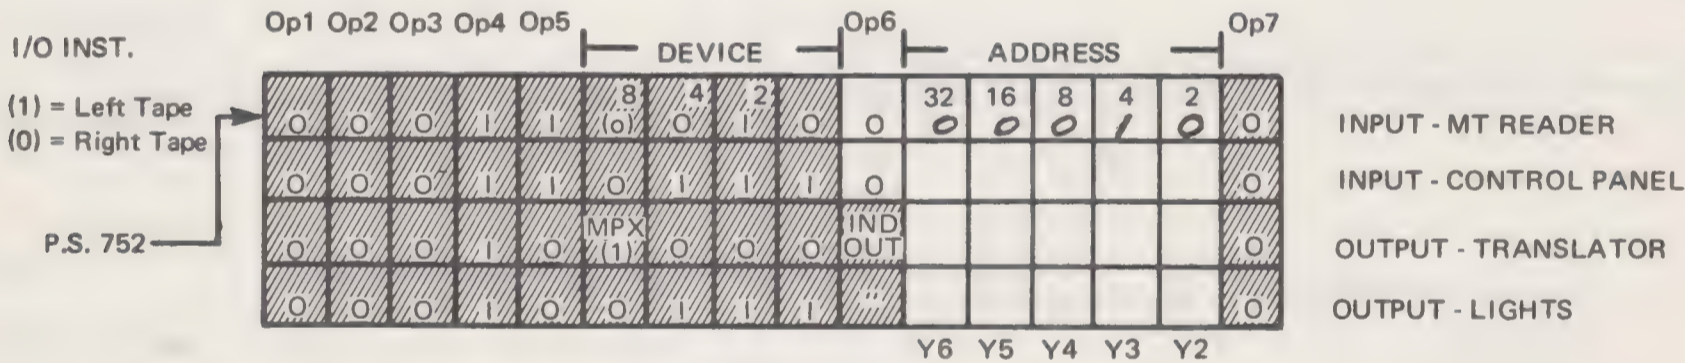 Op1 Op2 Op3 Op4 Op5 Op6 Op7
I/O INST. DEVICE ADDRESS
8 4 2 32 16 8 4 2
(1) = Left Tape
(0) = Right Tape
0 0 0 1 1 (0) 0 1 0 0 0 0 0 1 0 0 INPUT - MT READER
0 0 0 1 1 0 1 1 1 0 0 INPUT - CONTROL PANEL
P.S. 752 0 0 0 1 0 MPX (1) 0 0 0 IND OUT 0 OUTPUT - TRANSLATOR
0 0 0 1 0 0 1 1 1 " 0 OUTPUT - LIGHTS
Y6 Y5 Y4 Y3 Y2